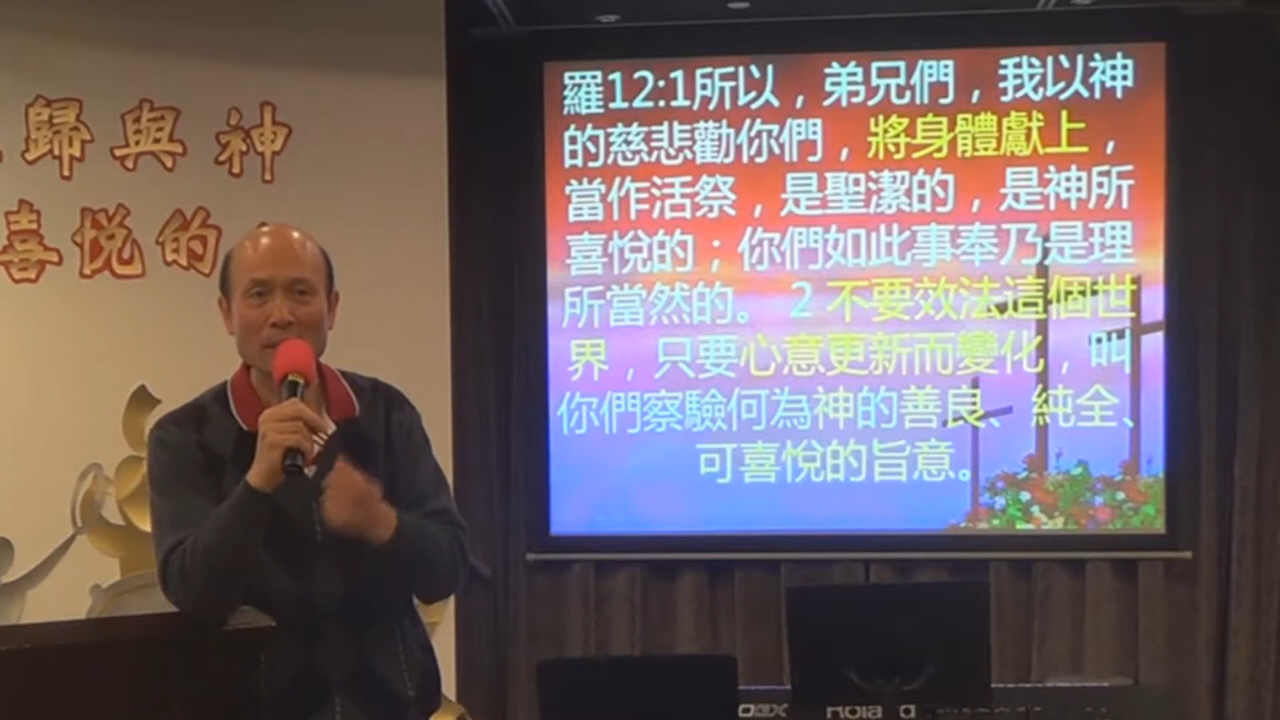 歸與神
喜悅的
羅12:1所以，弟兄們，我以神
的慈悲勸你們，將身體獻上，
當作活祭，是聖潔的，是神所
喜悅的；你們如此事奉乃是理
所當然的。 2 不要效法這個世
界，只要心意更新而變化，叫
你們察驗何為神的善良、純全、
可喜悅的旨意。
Rola d